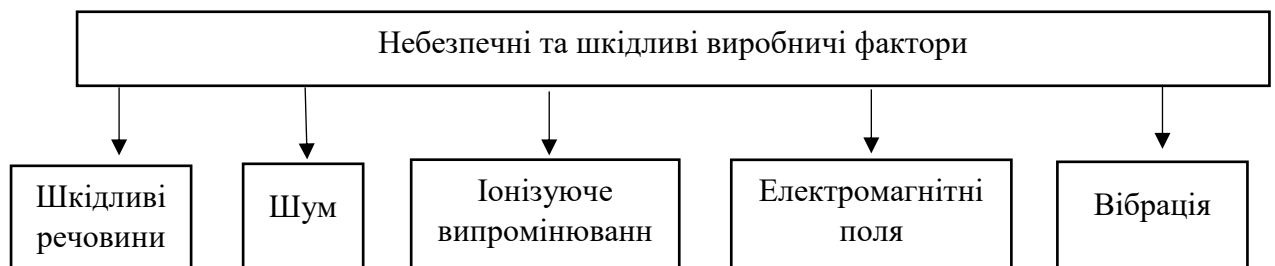 Небезпечні та шкідливі виробничі фактори
Шкідливі
речовини
Шум
Іонізуюче
випромінюванн
Електромагнітні
поля
Вібрація